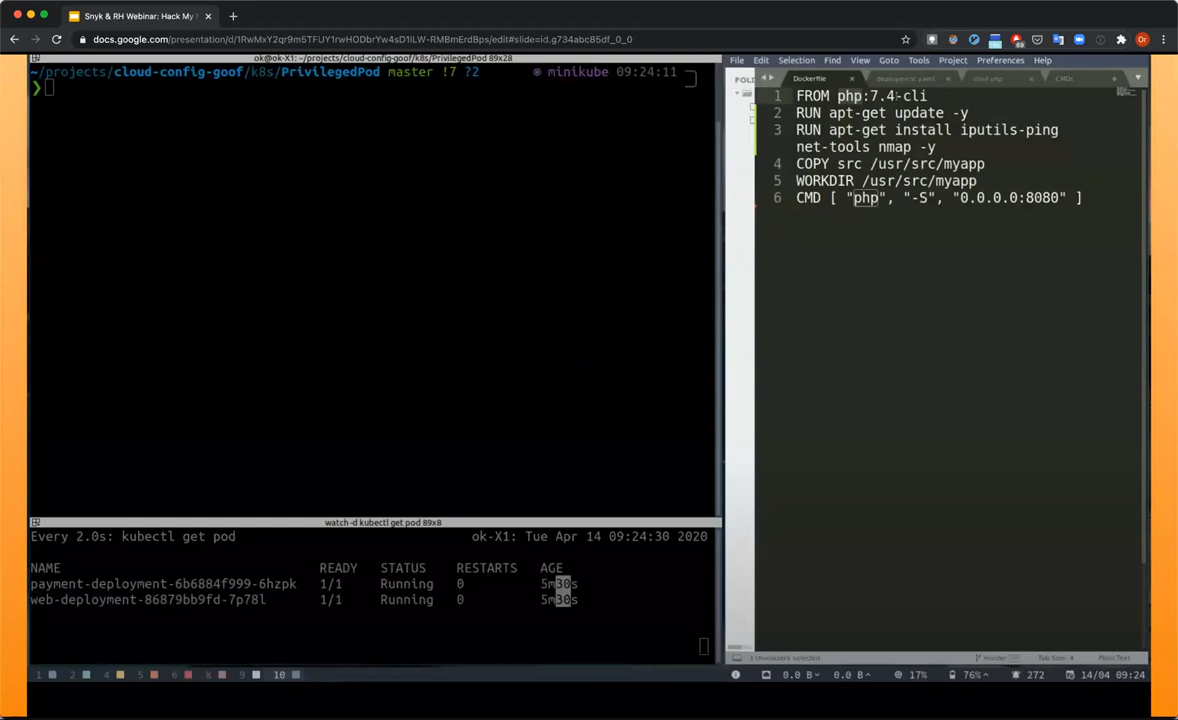 Snyk & RH Webinar: Hack My
docs.google.com/presentation/d/1RwMxY2qr9m5TFUY1rwHODbrYw4sD1lLW-RMBmErdBps/edit#slide=id.g734abc85df_0_0
ok@ok-X1: ~/projects/cloud-config-goof/k8s/PrivilegedPod 89x28
~/projects/cloud-config-goof/k8s/PrivilegedPod master !7 ?2 minikube 09:24:11
❯
watch -d kubectl get pod 89x8
Every 2.0s: kubectl get pod ok-X1: Tue Apr 14 09:24:30 2020
NAME READY STATUS RESTARTS AGE
payment-deployment-6b6884f999-6hzpk 1/1 Running 0 5m30s
web-deployment-86879bb9fd-7p78l 1/1 Running 0 5m30s
File Edit Selection Find View Goto Tools Project Preferences Help
FOLD
Dockerfile deployment.yaml shell.php CMDs
1 FROM php:7.4-cli
2 RUN apt-get update -y
3 RUN apt-get install iputils-ping
net-tools nmap -y
4 COPY src /usr/src/myapp
5 WORKDIR /usr/src/myapp
6 CMD [ "php", "-S", "0.0.0.0:8080" ]
3 characters selected master Tab Size: 4 Plain Text
1 2 4 5 6 8 9 10 0.0 B 0.0 B 17% 76% 272 14/04 09:24